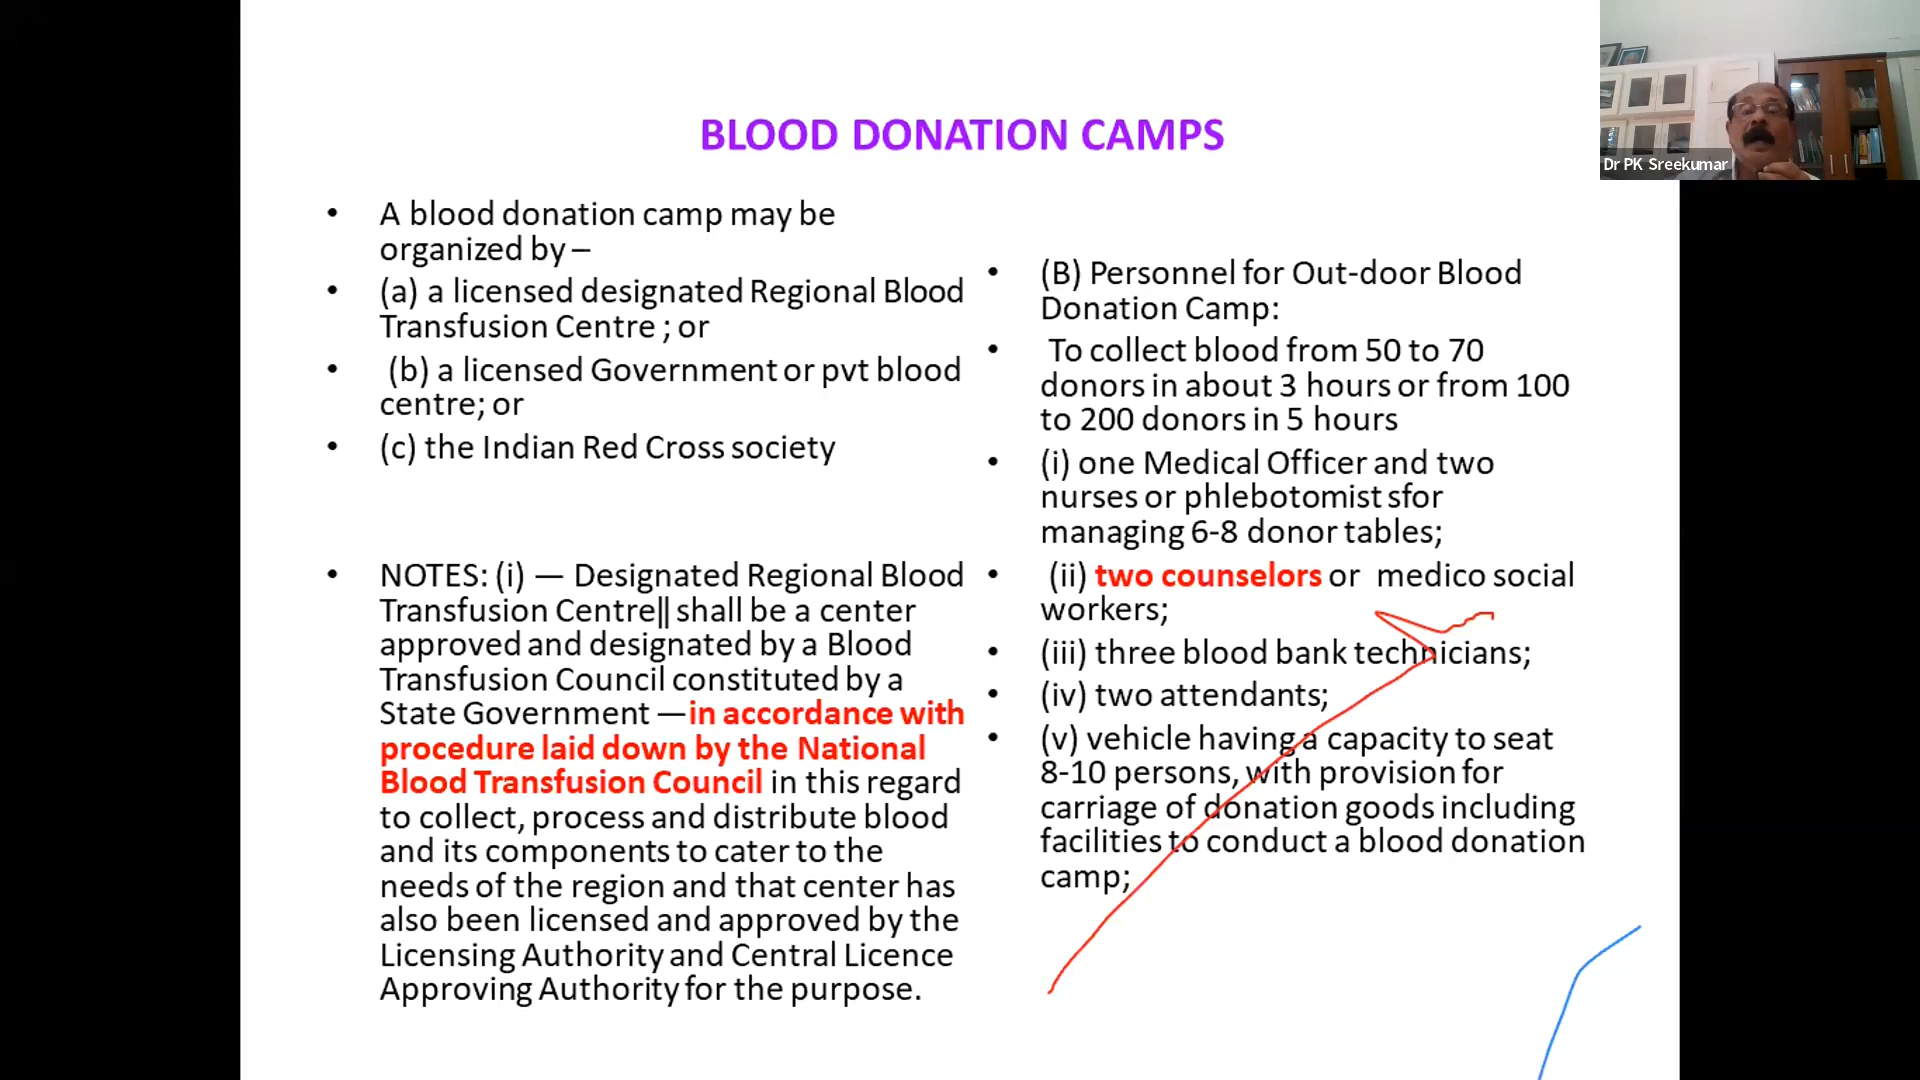 BLOOD DONATION CAMPS
• A blood donation camp may be
organized by –
• (a) a licensed designated Regional Blood
Transfusion Centre ; or
• (b) a licensed Government or pvt blood
centre; or
• (c) the Indian Red Cross society
• NOTES: (i) — Designated Regional Blood
Transfusion Centre‖ shall be a center
approved and designated by a Blood
Transfusion Council constituted by a
State Government —in accordance with
procedure laid down by the National
Blood Transfusion Council in this regard
to collect, process and distribute blood
and its components to cater to the
needs of the region and that center has
also been licensed and approved by the
Licensing Authority and Central Licence
Approving Authority for the purpose.
• (B) Personnel for Out-door Blood
Donation Camp:
• To collect blood from 50 to 70
donors in about 3 hours or from 100
to 200 donors in 5 hours
• (i) one Medical Officer and two
nurses or phlebotomist sfor
managing 6-8 donor tables;
• (ii) two counselors or medico social
workers;
• (iii) three blood bank technicians;
• (iv) two attendants;
• (v) vehicle having a capacity to seat
8-10 persons, with provision for
carriage of donation goods including
facilities to conduct a blood donation
camp;
Dr PK Sreekumar